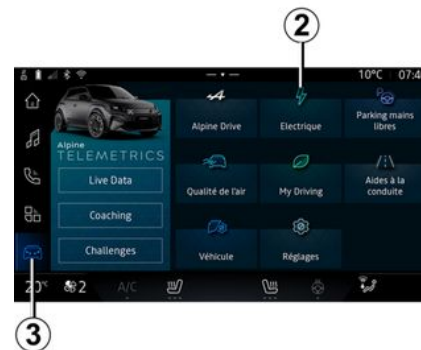 2
10°C 07:4
Alpine Drive
Electrique
Parking mains
libres
Alpine
TELEMETRICS
Live Data
Coaching
Challenges
Qualité de l'air
My Driving
Aides à la
conduite
Véhicule
Réglages
20°
2
A/C
3